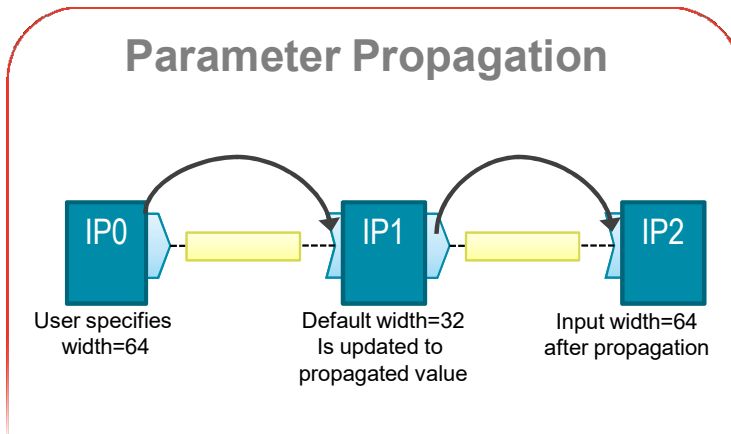 Parameter Propagation
IP0
IP1
IP2
User specifies
width=64
Default width=32
Is updated to
propagated value
Input width=64
after propagation